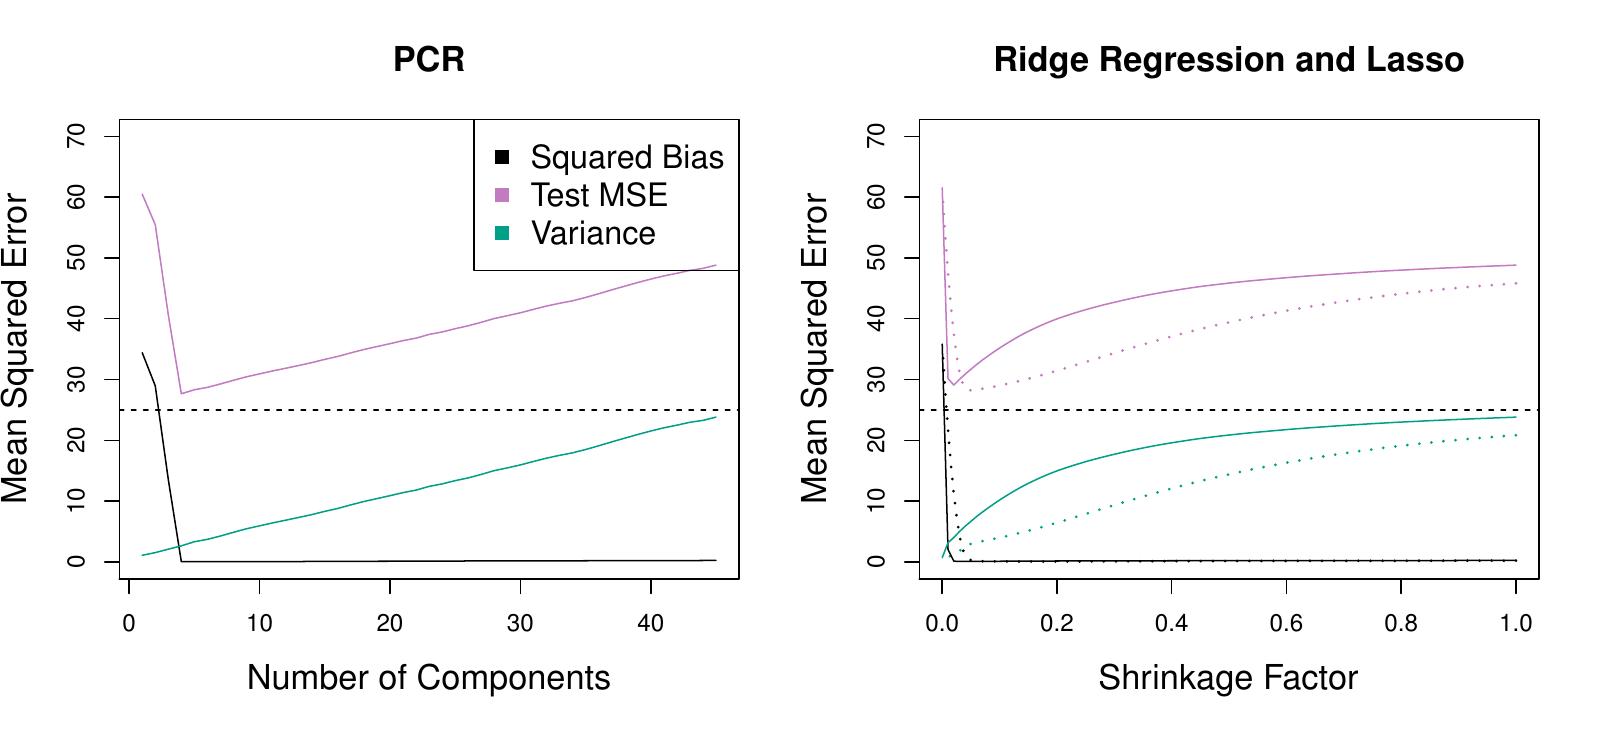 PCR
Mean Squared Error
70
60
50
40
30
20
10
0
Squared Bias
Test MSE
Variance
0 10 20 30 40
Number of Components
Ridge Regression and Lasso
Mean Squared Error
70
60
50
40
30
20
10
0
0.0 0.2 0.4 0.6 0.8 1.0
Shrinkage Factor